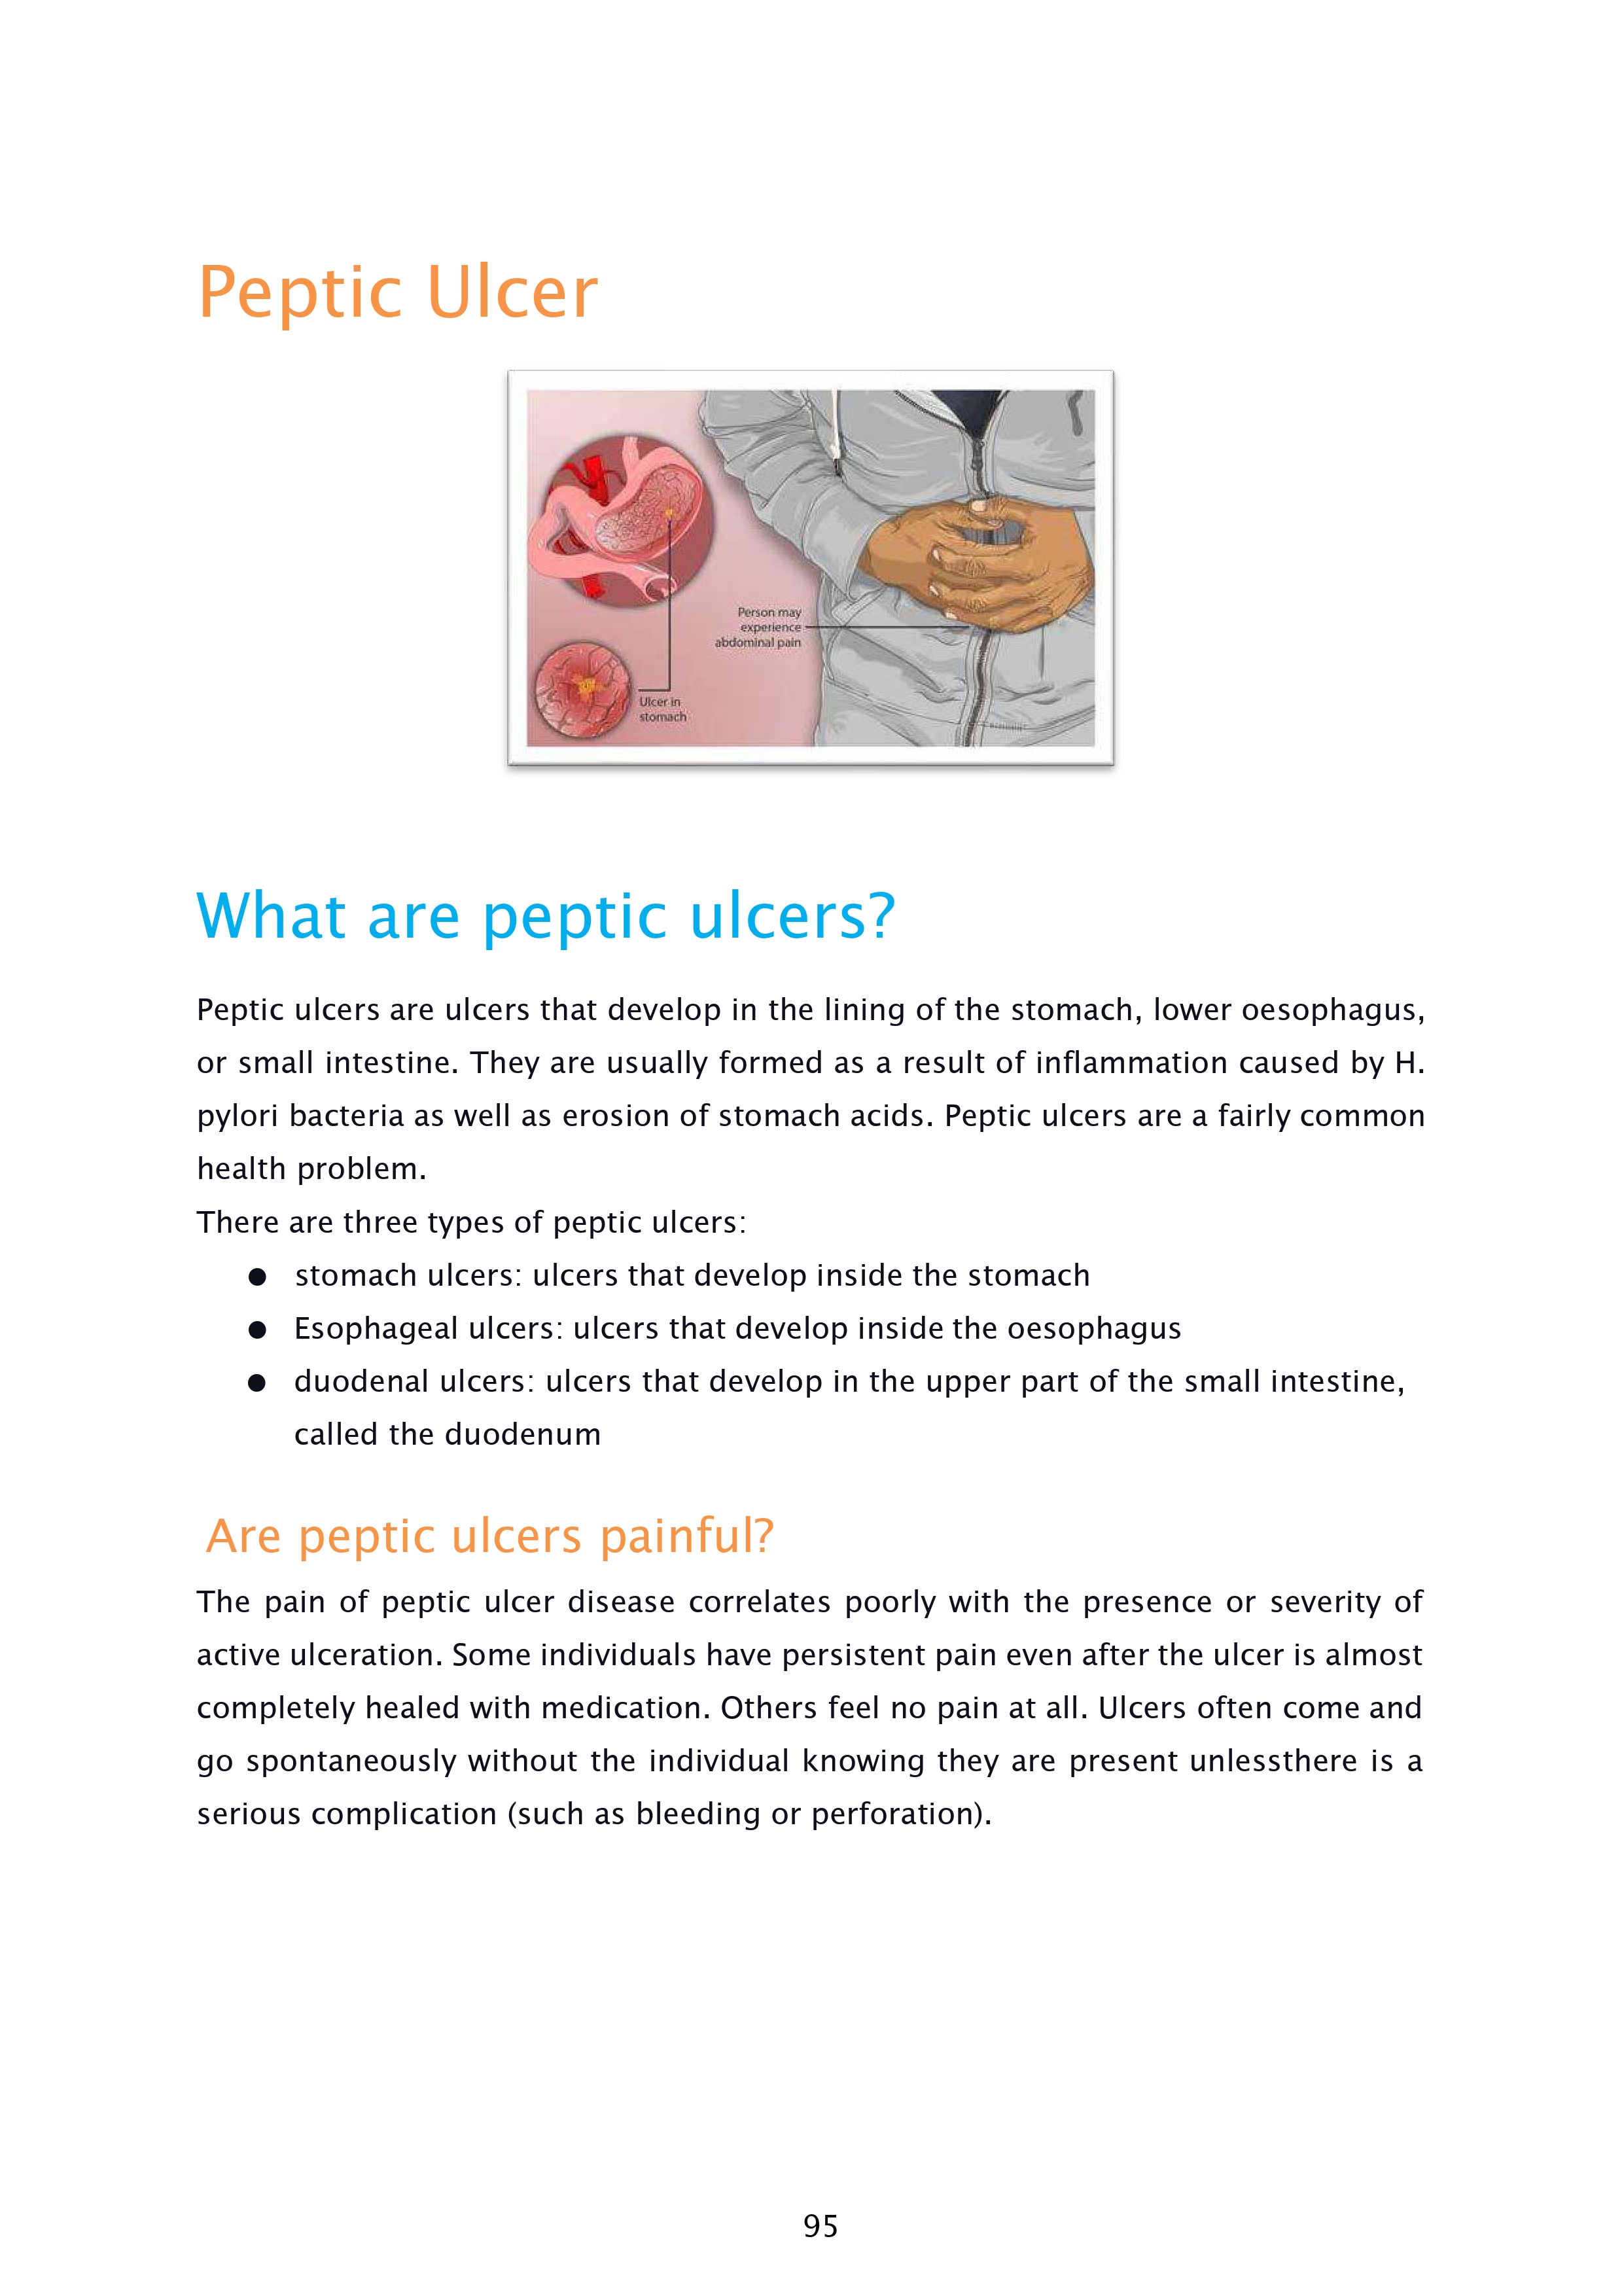 Peptic Ulcer
Person may
experience
abdominal pain
Ulcer in
stomach
What are peptic ulcers?
Peptic ulcers are ulcers that develop in the lining of the stomach, lower oesophagus,
or small intestine. They are usually formed as a result of inflammation caused by H.
pylori bacteria as well as erosion of stomach acids. Peptic ulcers are a fairly common
health problem.
There are three types of peptic ulcers:
● stomach ulcers: ulcers that develop inside the stomach
● Esophageal ulcers: ulcers that develop inside the oesophagus
● duodenal ulcers: ulcers that develop in the upper part of the small intestine,
called the duodenum
Are peptic ulcers painful?
The pain of peptic ulcer disease correlates poorly with the presence or severity of
active ulceration. Some individuals have persistent pain even after the ulcer is almost
completely healed with medication. Others feel no pain at all. Ulcers often come and
go spontaneously without the individual knowing they are present unlessthere is a
serious complication (such as bleeding or perforation).
95